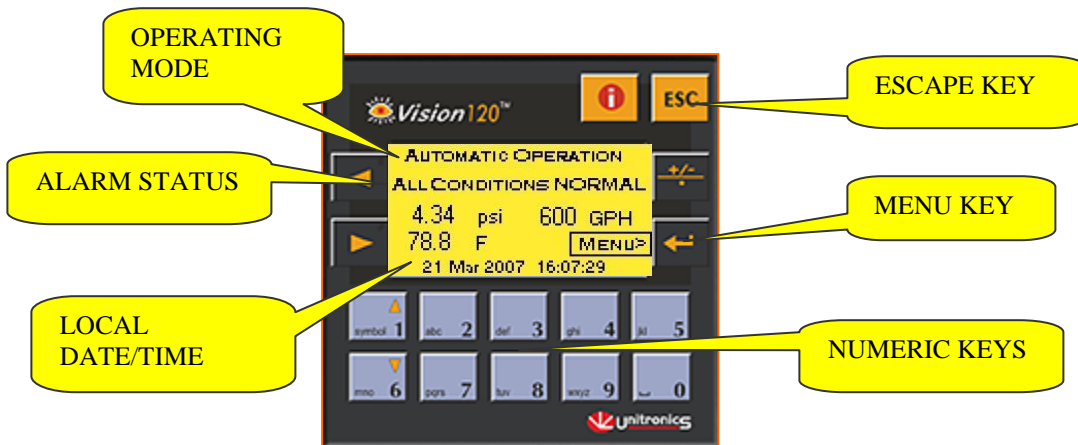 OPERATING
MODE
ESCAPE KEY
ESC
Vision120™
AUTOMATIC OPERATION
ALARM STATUS
ALL CONDITIONS NORMAL
+/-
MENU KEY
4.34 psi 600 GPH
78.8 F MENU>
21 Mar 2007 16:07:29
LOCAL
DATE/TIME
symbol 1 abc 2 def 3 ghi 4 jkl 5
NUMERIC KEYS
mno 6 pqrs 7 tuv 8 wxyz 9 0
Unitronics